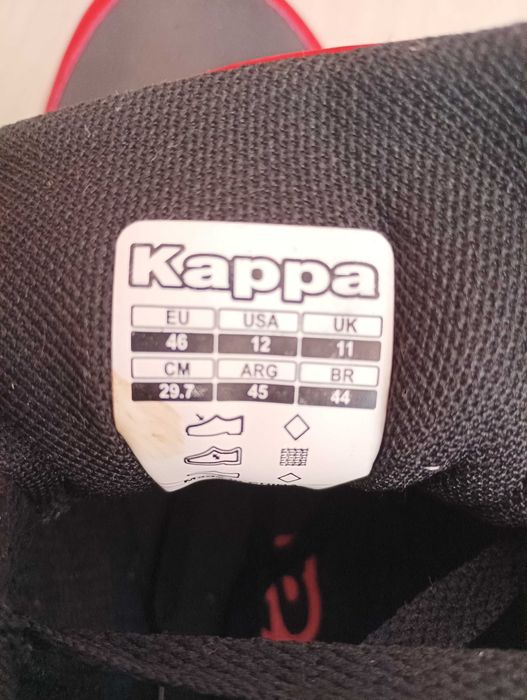 Kappa
EU USA UK
46 12 11
CM ARG BR
29.7 45 44